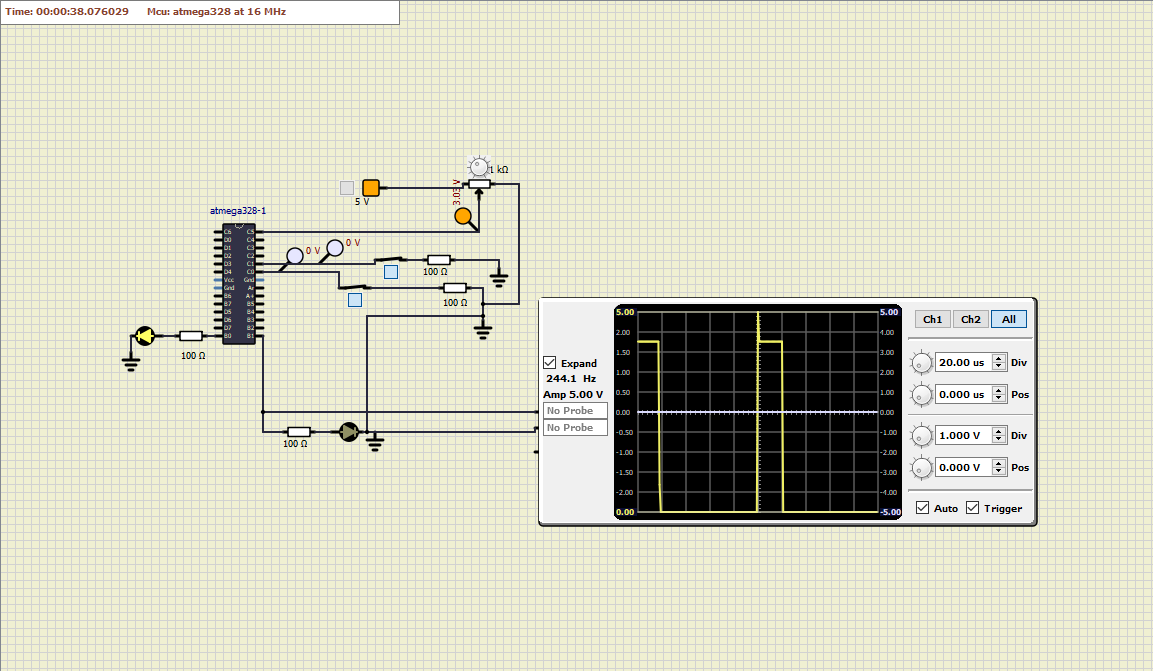 Time: 00:00:38.076029 Mcu: atmega328 at 16 MHz
1 kΩ
3.03 V
5 V
atmega328-1
0 V
0 V
C6 C5
D0 C4
D1 C3
D2 C2
D3 C1
D4 C0
Vcc Gnd
Gnd
B6
B7 B5
D5 B4
D6 B3
D7 B2
B0 B1
100 Ω
100 Ω
100 Ω
100 Ω
Expand
244.1 Hz
Amp 5.00 V
No Probe
No Probe
5.00 5.00
2.00 4.00
1.50 3.00
1.00 2.00
0.50 1.00
0.00 0.00
-0.50 -1.00
-1.00 -2.00
-1.50 -3.00
-2.00 -4.00
0.00 -5.00
Ch1 Ch2 All
20.00 us Div
0.000 us Pos
1.000 V Div
0.000 V Pos
Auto Trigger